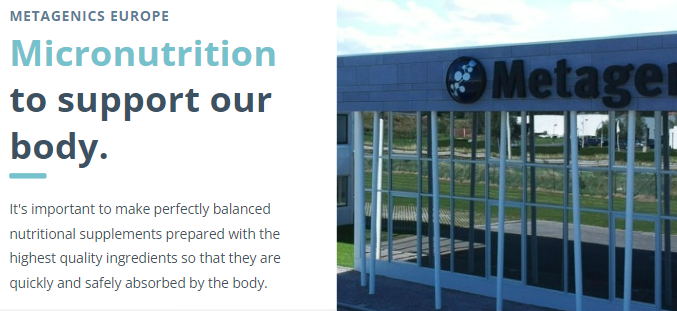 METAGENICS EUROPE
Micronutrition
to support our
body.
It's important to make perfectly balanced
nutritional supplements prepared with the
highest quality ingredients so that they are
quickly and safely absorbed by the body.
Metagen